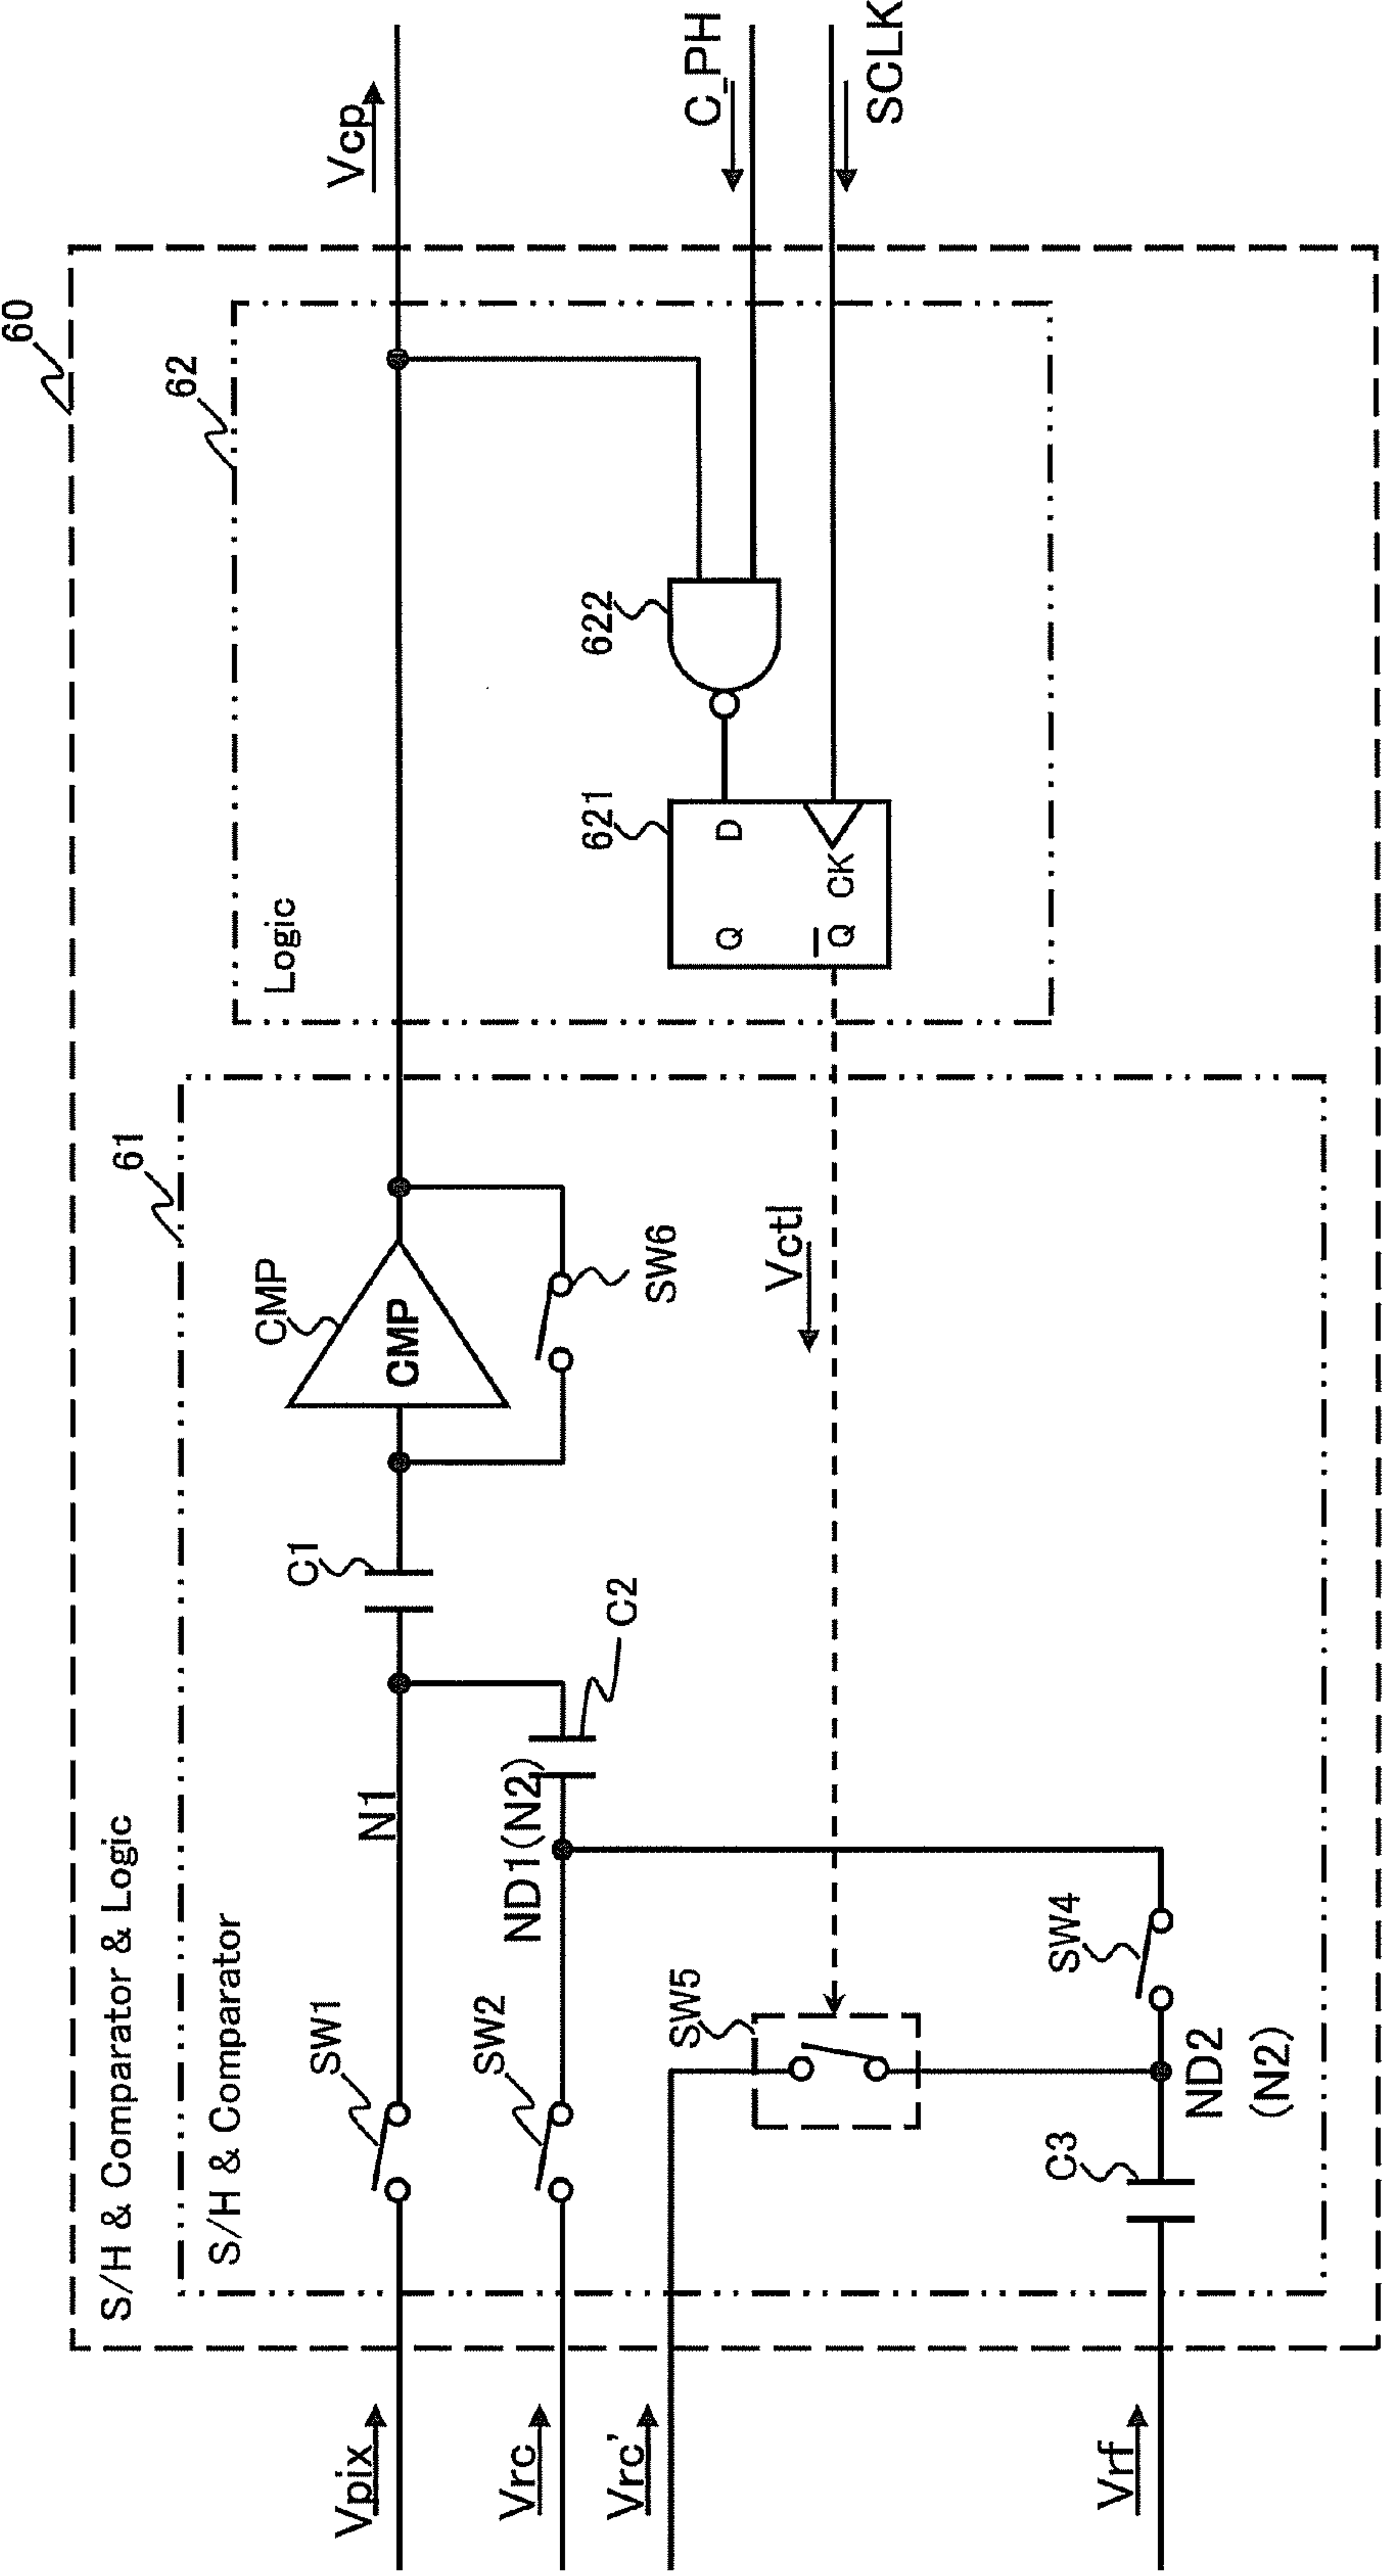 60
S/H & Comparator & Logic
61
S/H & Comparator
62
Logic
Vpix
SW1
N1
C1
CMP
CMP
Vcp
Vrc
SW2
ND1(N2)
C2
SW6
Vrc'
SW5
621
Q
D
Q
CK
622
C_PH
Vctl
SCLK
Vrf
C3
ND2
(N2)
SW4